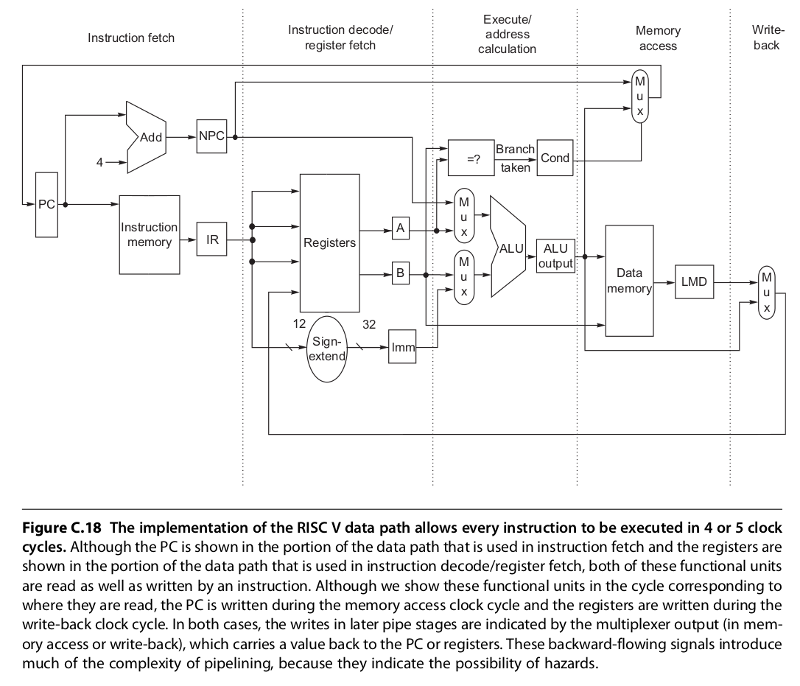 Instruction fetch
Instruction decode/
register fetch
Execute/
address
calculation
Memory
access
Write-
back
M
u
x
Add
NPC
4
=?
Branch
taken
Cond
PC
Instruction
memory
IR
Registers
A
B
M
u
x
M
u
x
ALU
ALU
output
Data
memory
LMD
M
u
x
12
32
Sign-
extend
Imm
Figure C.18 The implementation of the RISC V data path allows every instruction to be executed in 4 or 5 clock
cycles. Although the PC is shown in the portion of the data path that is used in instruction fetch and the registers are
shown in the portion of the data path that is used in instruction decode/register fetch, both of these functional units
are read as well as written by an instruction. Although we show these functional units in the cycle corresponding to
where they are read, the PC is written during the memory access clock cycle and the registers are written during the
write-back clock cycle. In both cases, the writes in later pipe stages are indicated by the multiplexer output (in mem-
ory access or write-back), which carries a value back to the PC or registers. These backward-flowing signals introduce
much of the complexity of pipelining, because they indicate the possibility of hazards.